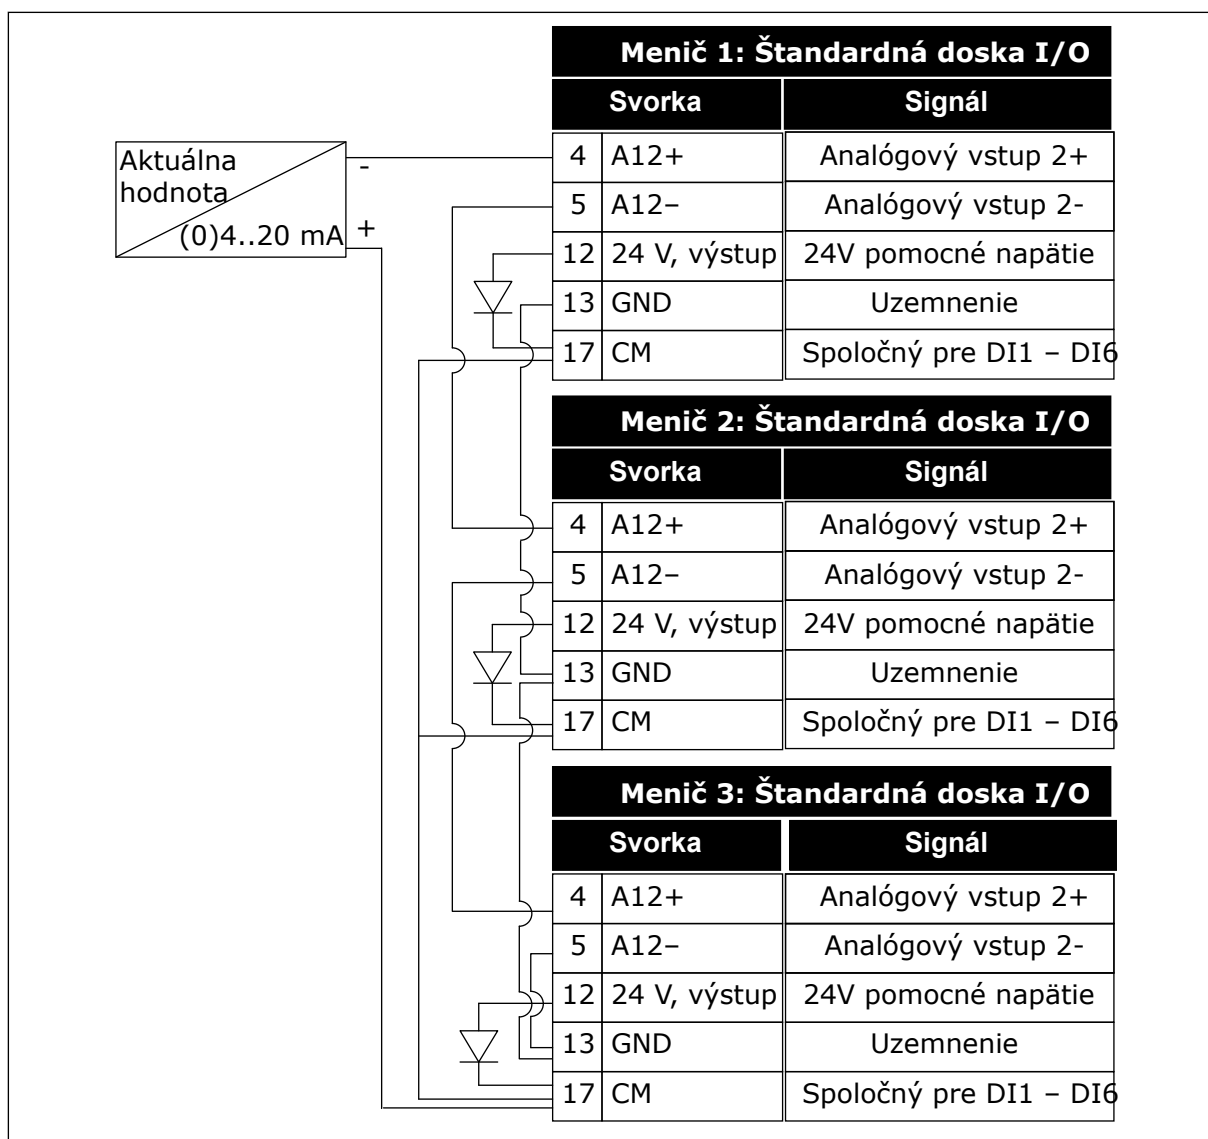 Menič 1: Štandardná doska I/O
Svorka Signál
4 A12+ Analógový vstup 2+
5 A12– Analógový vstup 2-
12 24 V, výstup 24V pomocné napätie
13 GND Uzemnenie
17 CM Spoločný pre DI1 – DI6
Aktuálna
hodnota
(0)4..20 mA
-
+
Menič 2: Štandardná doska I/O
Svorka Signál
4 A12+ Analógový vstup 2+
5 A12– Analógový vstup 2-
12 24 V, výstup 24V pomocné napätie
13 GND Uzemnenie
17 CM Spoločný pre DI1 – DI6
Menič 3: Štandardná doska I/O
Svorka Signál
4 A12+ Analógový vstup 2+
5 A12– Analógový vstup 2-
12 24 V, výstup 24V pomocné napätie
13 GND Uzemnenie
17 CM Spoločný pre DI1 – DI6